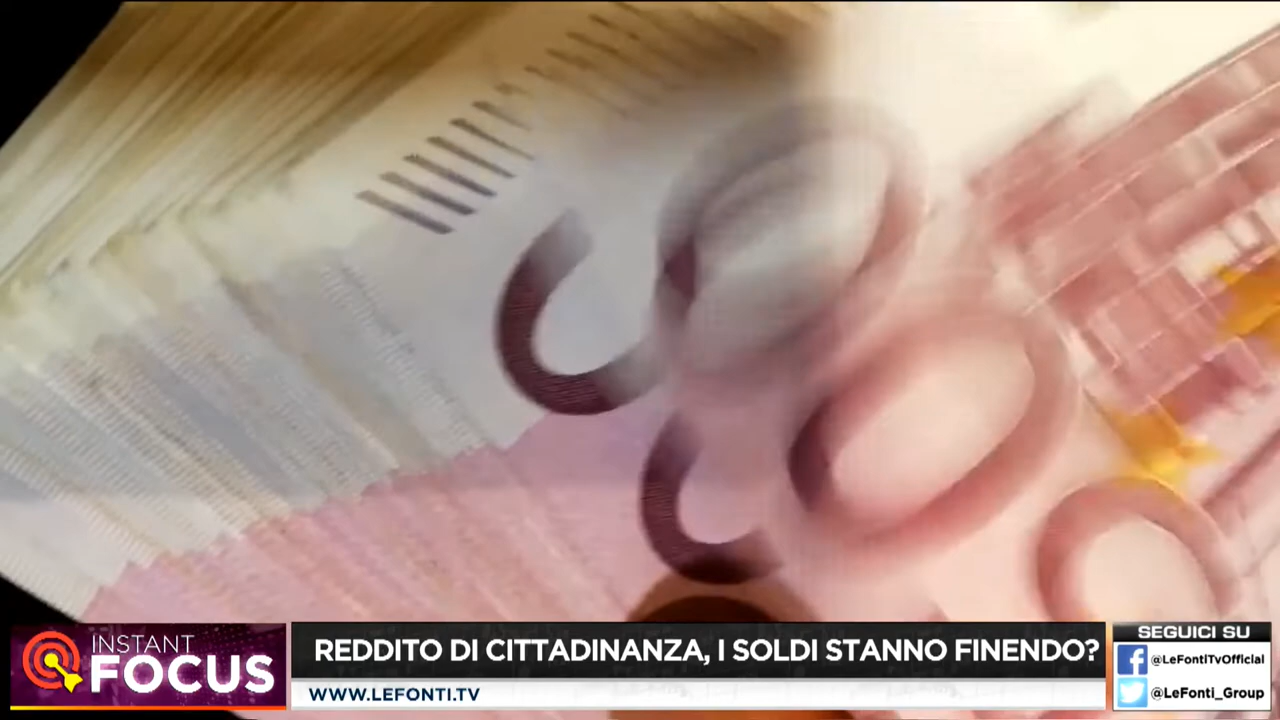 INSTANT
FOCUS
REDDITO DI CITTADINANZA, I SOLDI STANNO FINENDO?
WWW.LEFONTI.TV
SEGUICI SU
@LeFontiTvOfficial
@LeFonti_Group